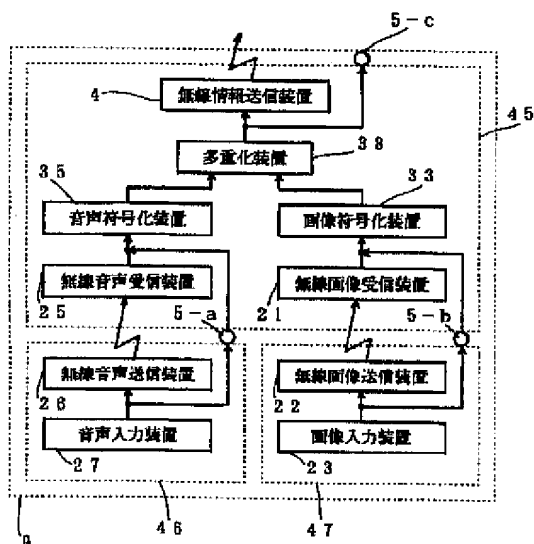 5-c
4
無線情報送信装置
45
多重化装置
38
35
33
音声符号化装置
画像符号化装置
無線音声受信装置
無線画像受信装置
25
5-a
21
5-b
無線音声送信装置
無線画像送信装置
26
22
音声入力装置
画像入力装置
27
23
46
47